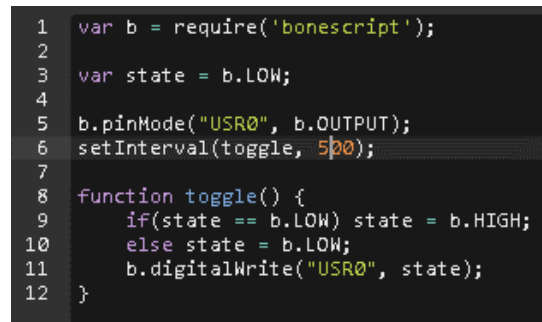 1 var b = require('bonescript');
2
3 var state = b.LOW;
4
5 b.pinMode("USR0", b.OUTPUT);
6 setInterval(toggle, 500);
7
8 function toggle() {
9     if(state == b.LOW) state = b.HIGH;
10     else state = b.LOW;
11     b.digitalWrite("USR0", state);
12 }